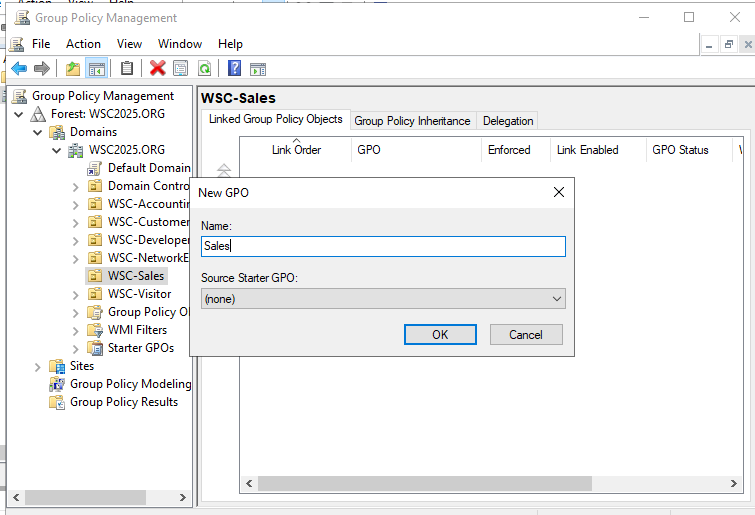 Action View Help
Group Policy Management
File Action View Window Help
Group Policy Management
Forest: WSC2025.ORG
Domains
WSC2025.ORG
Default Domain
Domain Contro
WSC-Accountin
WSC-Customer
WSC-Developer
WSC-NetworkE
WSC-Sales
WSC-Visitor
Group Policy O
WMI Filters
Starter GPOs
Sites
Group Policy Modeling
Group Policy Results
WSC-Sales
Linked Group Policy Objects Group Policy Inheritance Delegation
Link Order GPO Enforced Link Enabled GPO Status
New GPO
Name:
Sales
Source Starter GPO:
(none)
OK Cancel